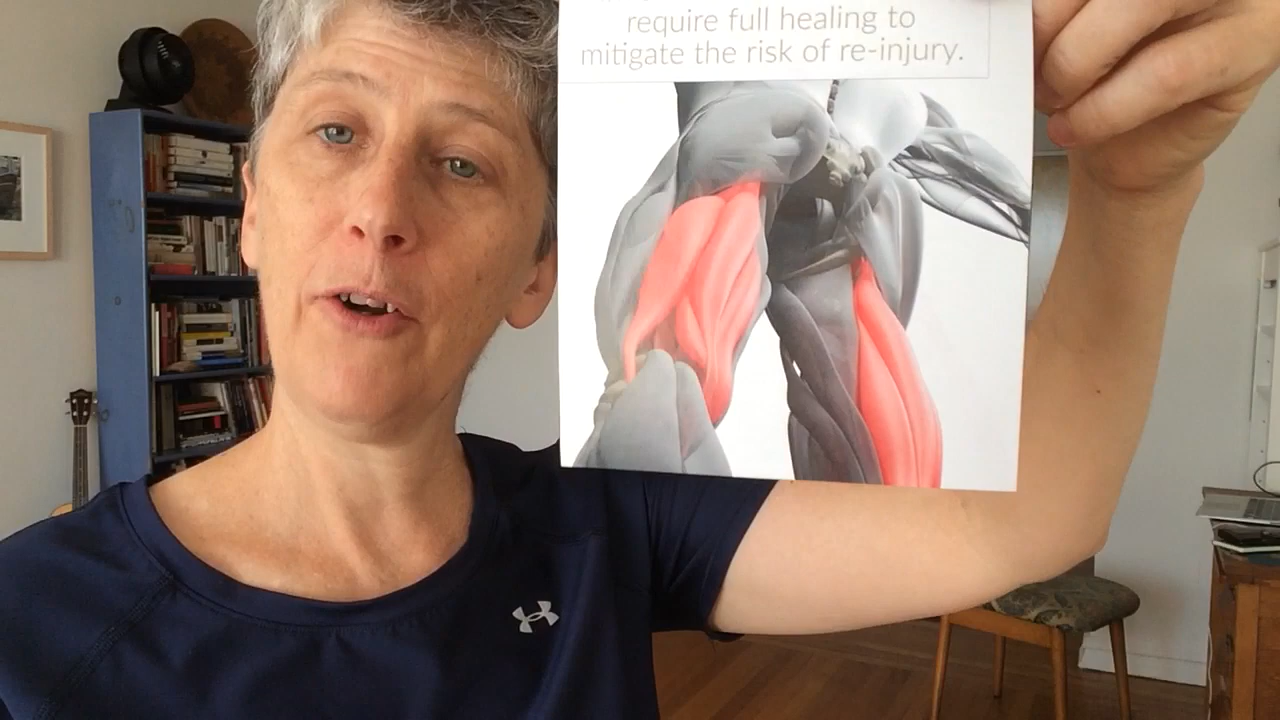 require full healing to
mitigate the risk of re-injury.